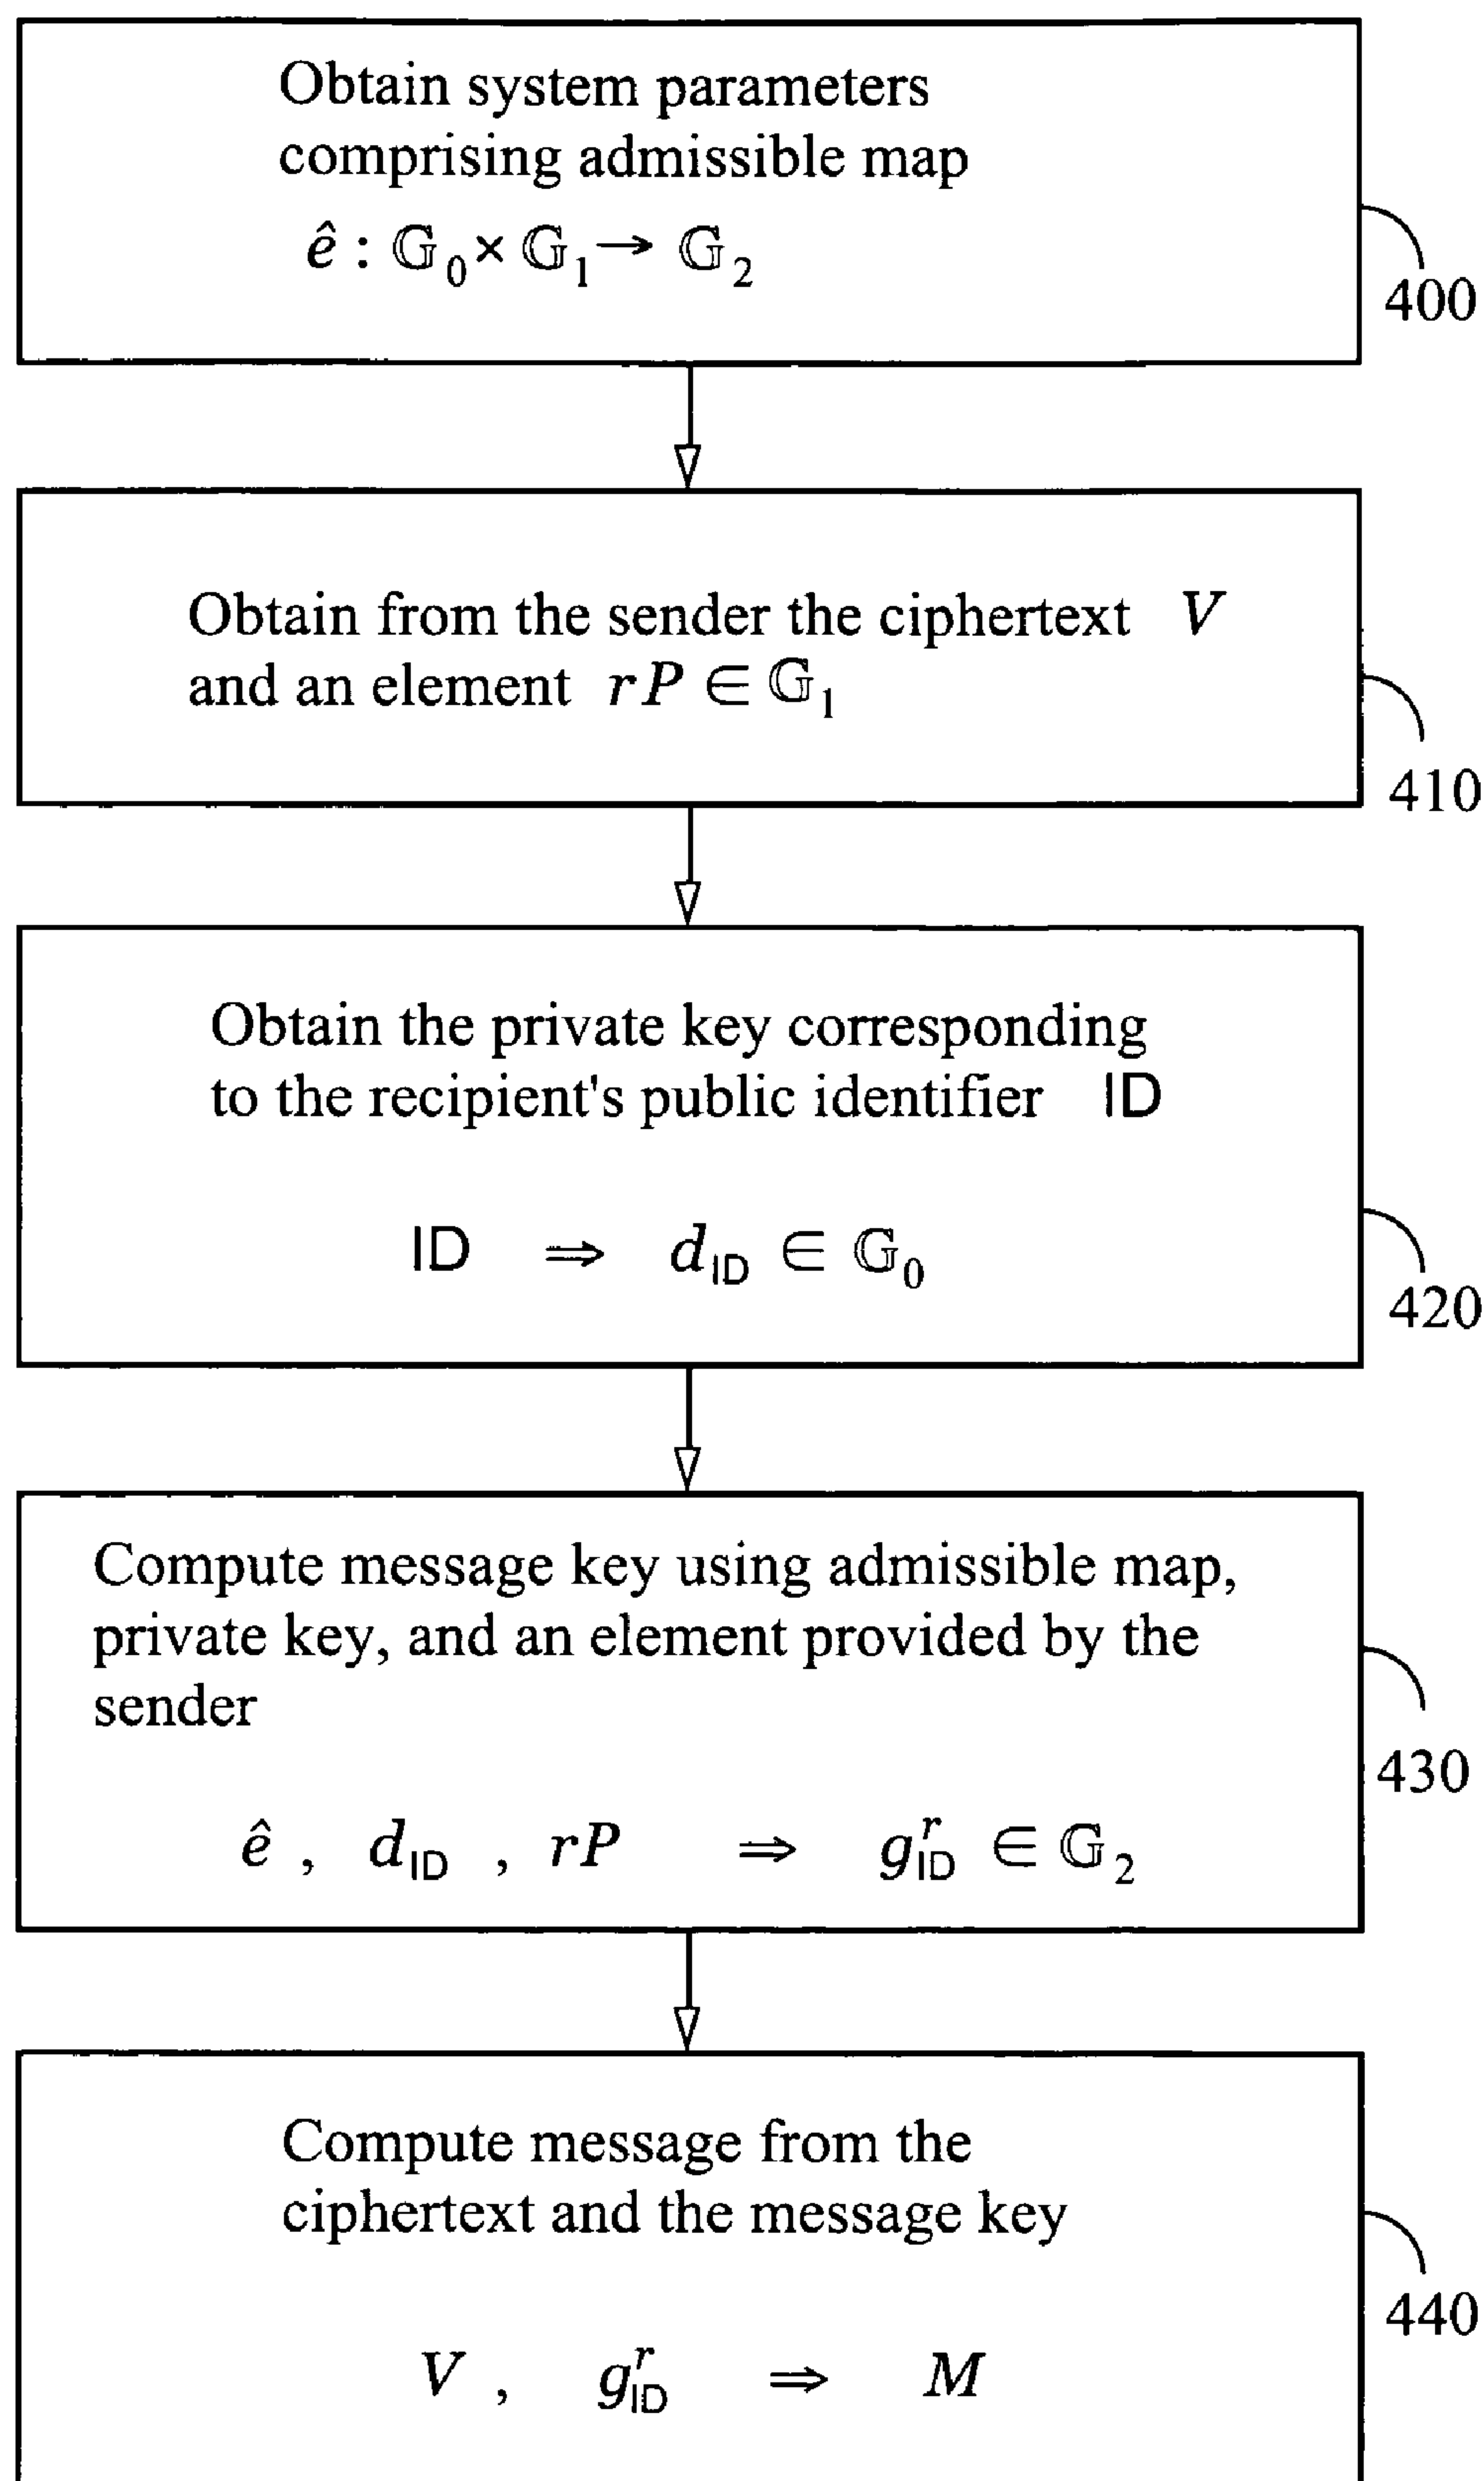 Obtain system parameters
comprising admissible map
ê : 𝔾₀ × 𝔾₁ → 𝔾₂
400
Obtain from the sender the ciphertext V
and an element rP ∈ 𝔾₁
410
Obtain the private key corresponding
to the recipient's public identifier ID
ID ⇒ d_ID ∈ 𝔾₀
420
Compute message key using admissible map,
private key, and an element provided by the
sender
ê , d_ID , rP ⇒ g_ID^r ∈ 𝔾₂
430
Compute message from the
ciphertext and the message key
V , g_ID^r ⇒ M
440